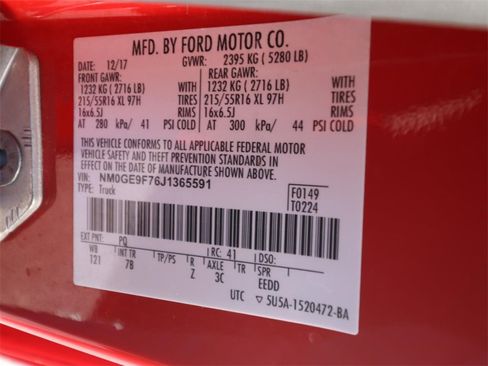 MFD. BY FORD MOTOR CO.
DATE: 12/17 GVWR: 2395 KG ( 5280 LB)
FRONT GAWR: REAR GAWR:
1232 KG ( 2716 LB) WITH 1232 KG ( 2716 LB) WITH
215/55R16 XL 97H TIRES 215/55R16 XL 97H TIRES
16x6.5J RIMS 16x6.5J RIMS
AT 280 kPa/ 41 PSI COLD AT 300 kPa/ 44 PSI COLD
THIS VEHICLE CONFORMS TO ALL APPLICABLE FEDERAL MOTOR
VEHICLE SAFETY AND THEFT PREVENTION STANDARDS IN
EFFECT ON THE DATE OF MANUFACTURE SHOWN ABOVE.
VIN: NM0GE9F76J1365591
TYPE: Truck
F0149
T0224
EXT PNT: PQ RC: 41 DSO:
WB INT TR TP/PS R AXLE TR SPR
121 7B Z 3C EEDD
UTC ▽ 5U5A-1520472-BA